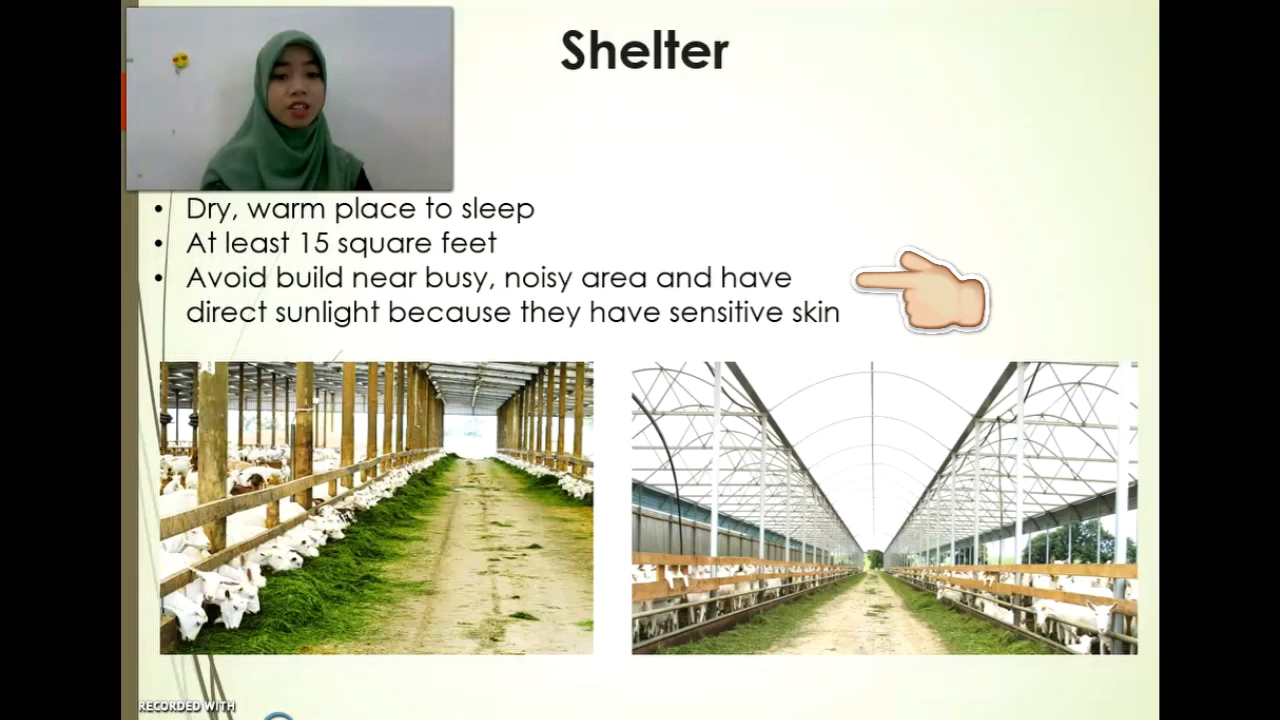 Shelter
• Dry, warm place to sleep
• At least 15 square feet
• Avoid build near busy, noisy area and have
direct sunlight because they have sensitive skin
RECORDED WITH